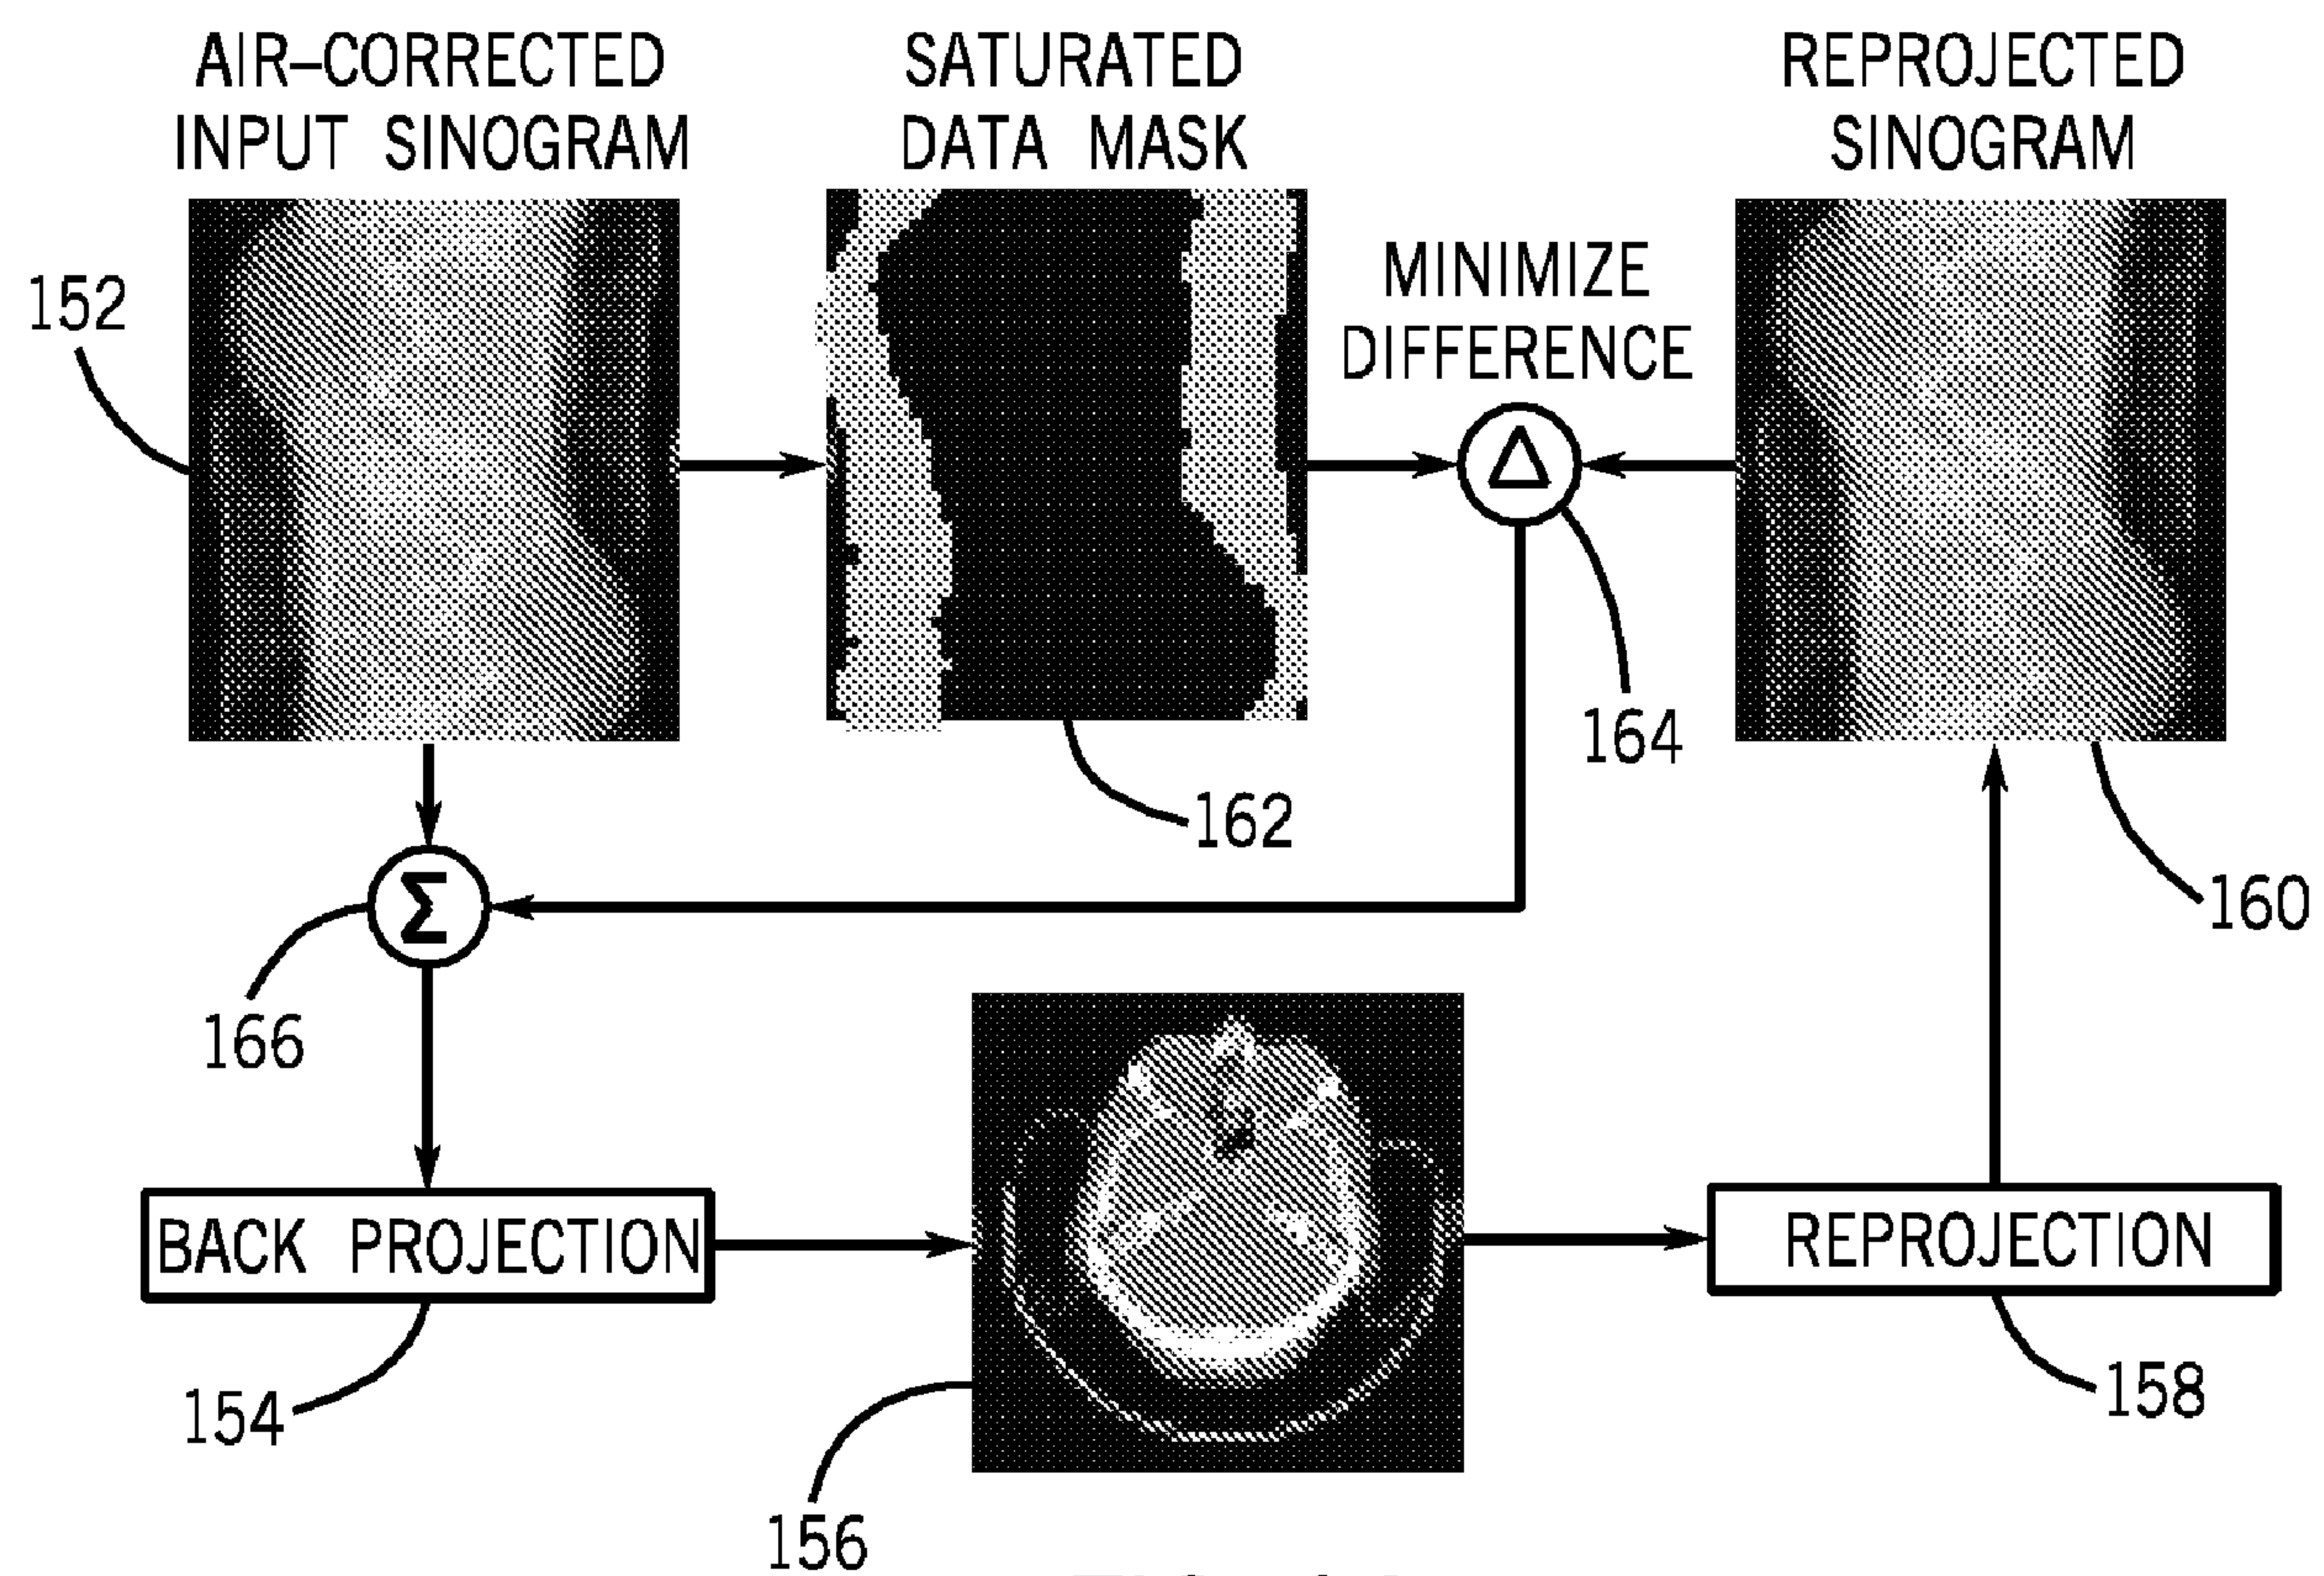 AIR–CORRECTED
INPUT SINOGRAM
SATURATED
DATA MASK
REPROJECTED
SINOGRAM
MINIMIZE
DIFFERENCE
152
Δ
164
162
160
Σ
166
BACK PROJECTION
REPROJECTION
154
158
156